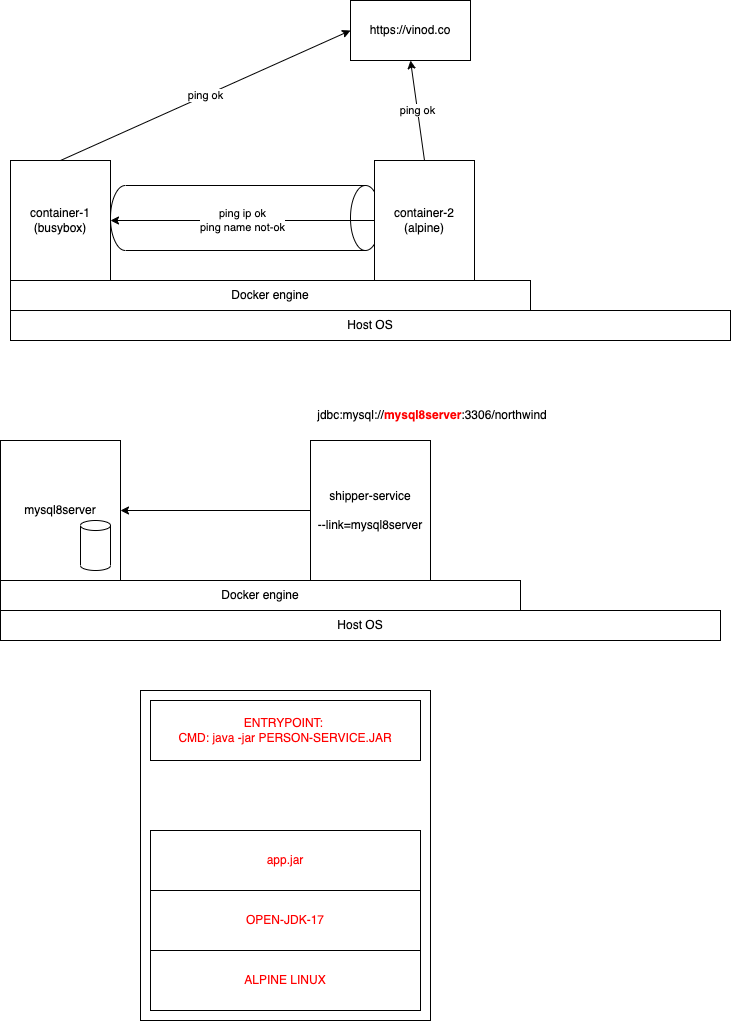 https://vinod.co
ping ok
ping ok
container-1
(busybox)
ping ip ok
ping name not-ok
container-2
(alpine)
Docker engine
Host OS
jdbc:mysql://mysql8server:3306/northwind
mysql8server
shipper-service
--link=mysql8server
Docker engine
Host OS
ENTRYPOINT:
CMD: java -jar PERSON-SERVICE.JAR
app.jar
OPEN-JDK-17
ALPINE LINUX